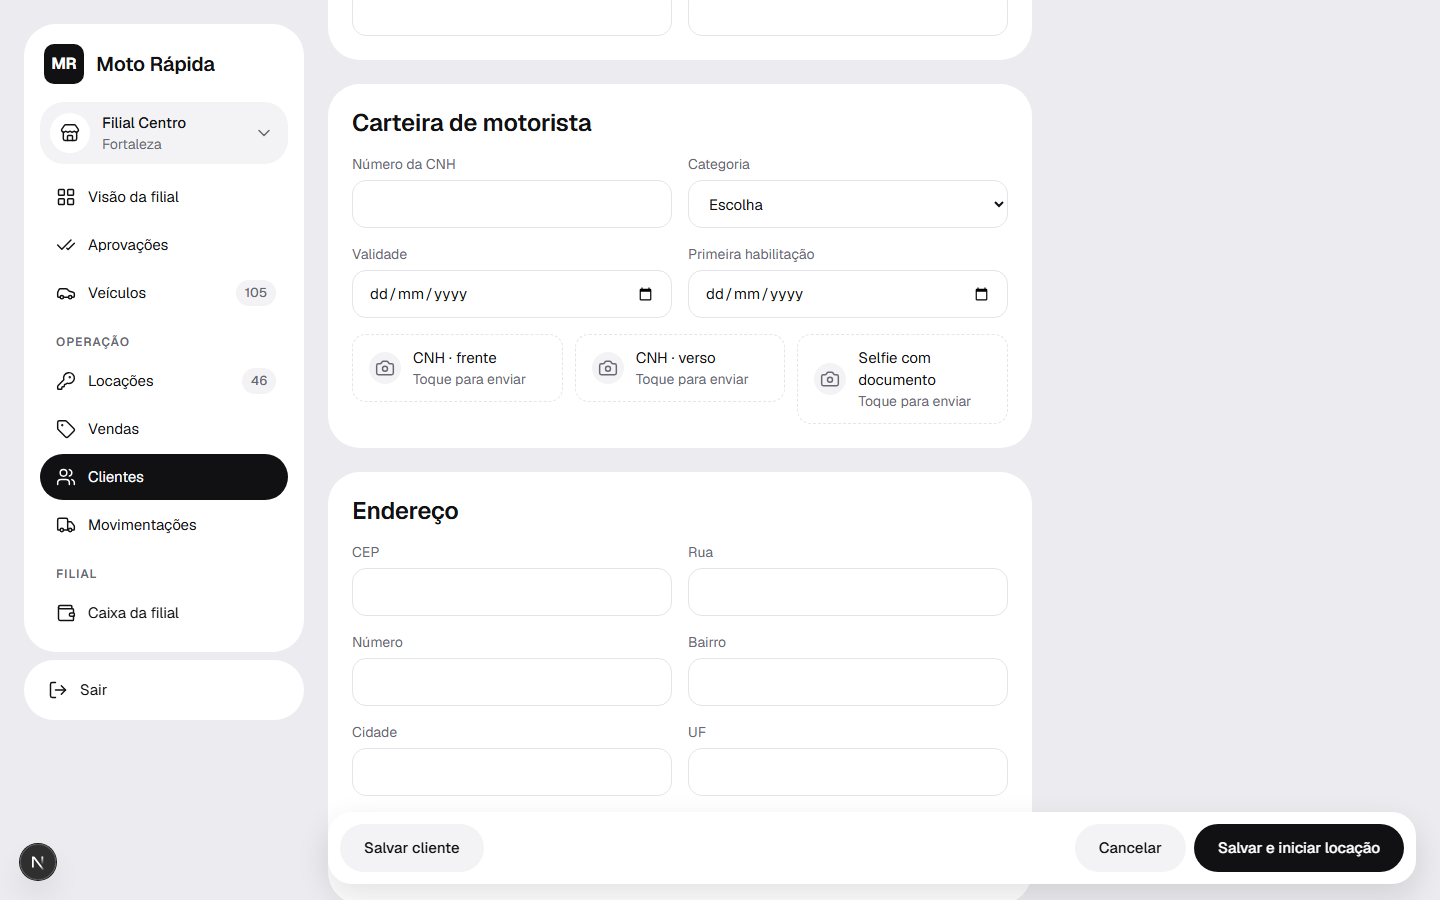 MR
Moto Rápida
Filial Centro
Fortaleza
Visão da filial
Aprovações
Veículos 105
OPERAÇÃO
Locações 46
Vendas
Clientes
Movimentações
FILIAL
Caixa da filial
Sair
N
Carteira de motorista
Número da CNH
Categoria
Escolha
Validade
Primeira habilitação
dd/mm/yyyy
dd/mm/yyyy
CNH · frente
Toque para enviar
CNH · verso
Toque para enviar
Selfie com
documento
Toque para enviar
Endereço
CEP
Rua
Número
Bairro
Cidade
UF
Salvar cliente
Cancelar
Salvar e iniciar locação